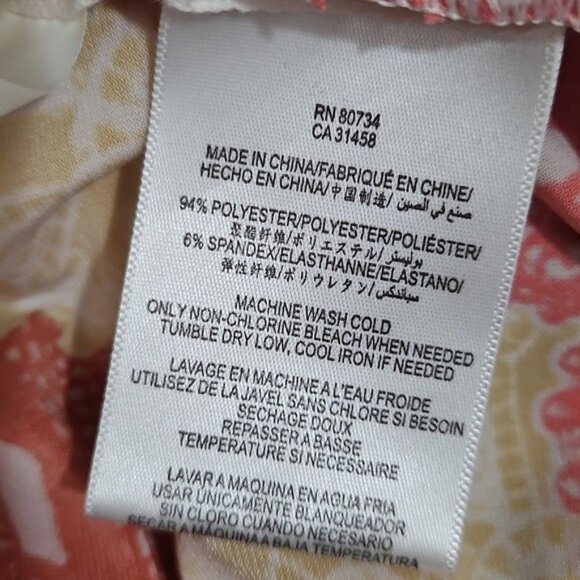 RN 80734
CA 31458
MADE IN CHINA/FABRIQUÉ EN CHINE/
HECHO EN CHINA/中国制造/ صنع في الصين
94% POLYESTER/POLYESTER/POLIÉSTER/
聚酯纤维/ポリエステル/بوليستر
6% SPANDEX/ELASTHANNE/ELASTANO/
弹性纤维/ポリウレタン/سباندكس
MACHINE WASH COLD
ONLY NON-CHLORINE BLEACH WHEN NEEDED
TUMBLE DRY LOW, COOL IRON IF NEEDED
LAVAGE EN MACHINE A L'EAU FROIDE
UTILISEZ DE LA JAVEL SANS CHLORE SI BESOIN
SECHAGE DOUX
REPASSER A BASSE
TEMPERATURE SI NECESSAIRE
LAVAR A MAQUINA EN AGUA FRIA
USAR ÚNICAMENTE BLANQUEADOR
SIN CLORO CUANDO NECESARIO
SECAR A MAQUINA A TEMPERATURA BAJA